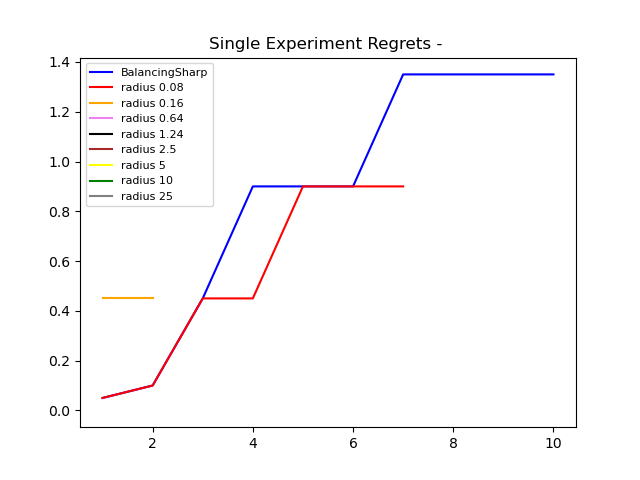 Single Experiment Regrets -
1.4
1.2
1.0
0.8
0.6
0.4
0.2
0.0
BalancingSharp
radius 0.08
radius 0.16
radius 0.64
radius 1.24
radius 2.5
radius 5
radius 10
radius 25
2 4 6 8 10